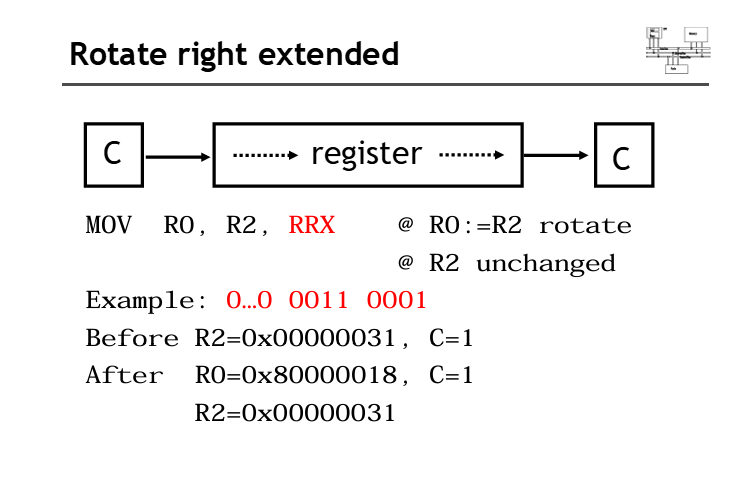 Rotate right extended
C register C
MOV R0, R2, RRX @ R0:=R2 rotate
@ R2 unchanged
Example: 0…0 0011 0001
Before R2=0x00000031, C=1
After R0=0x80000018, C=1
R2=0x00000031